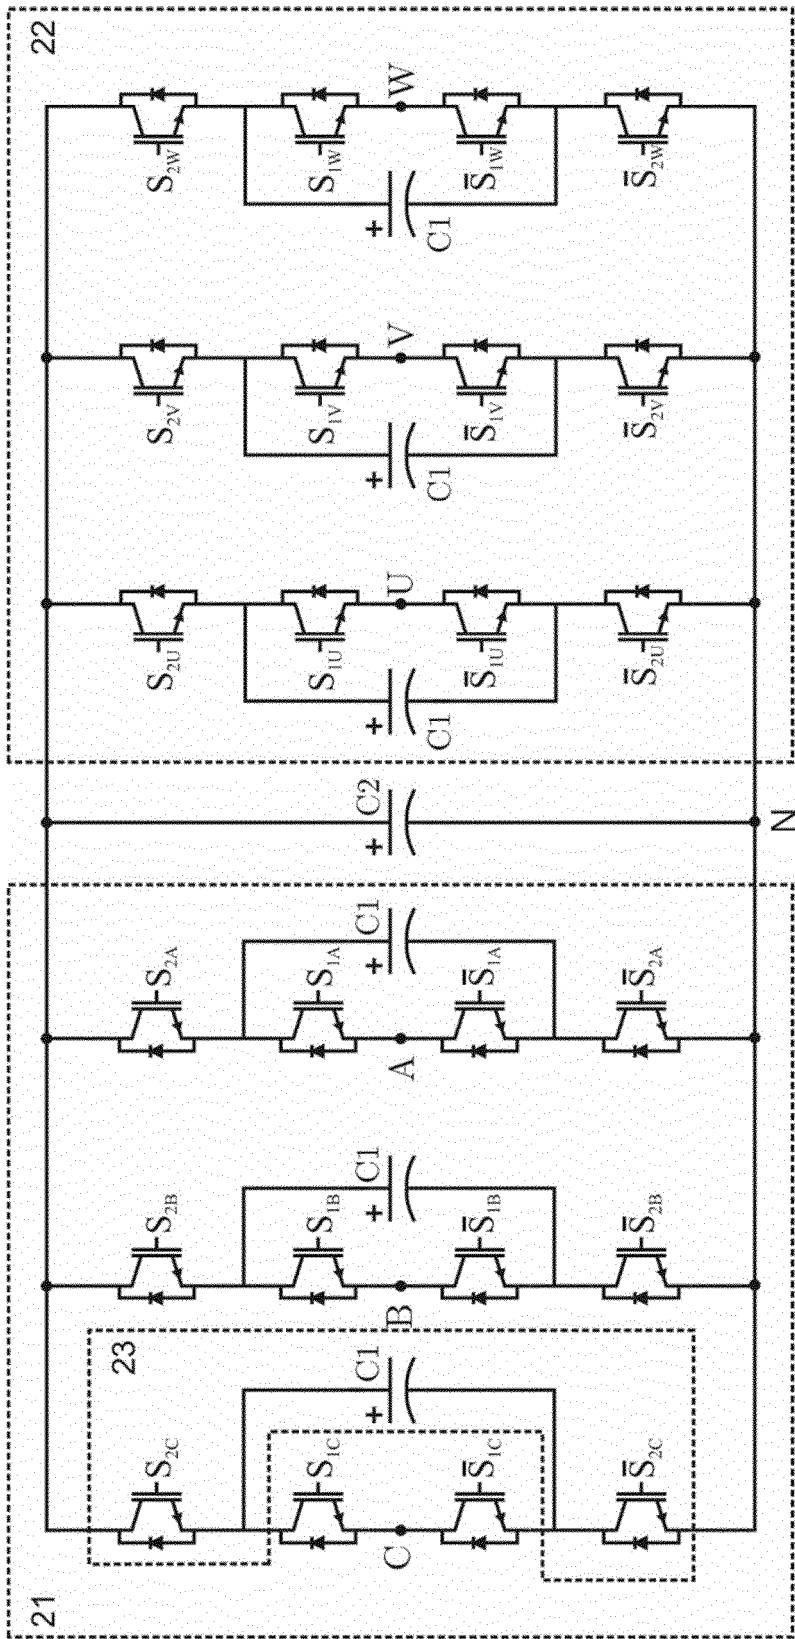 22
W
S2W
S1W
S̅1W
S̅2W
+
C1
V
S2V
S1V
S̅1V
S̅2V
+
C1
U
S2U
S1U
S̅1U
S̅2U
+
C1
C2
+
N
C1
+
S2A
S1A
S̅1A
S̅2A
A
C1
+
S2B
S1B
S̅1B
S̅2B
B
23
C1
+
S2C
S1C
S̅1C
S̅2C
C
21